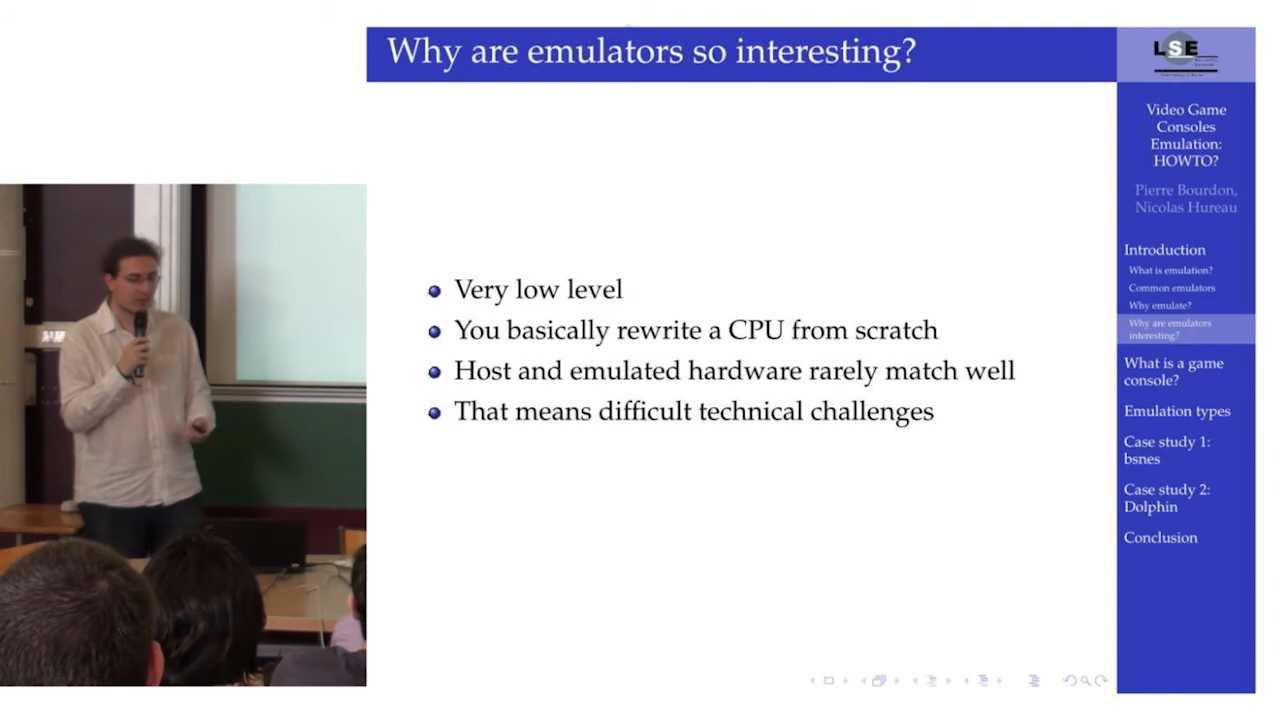 Why are emulators so interesting?
Very low level
You basically rewrite a CPU from scratch
Host and emulated hardware rarely match well
That means difficult technical challenges
LSE
Video Game
Consoles
Emulation:
HOWTO?
Pierre Bourdon,
Nicolas Hureau
Introduction
What is emulation?
Common emulators
Why emulate?
Why are emulators
interesting?
What is a game
console?
Emulation types
Case study 1:
bsnes
Case study 2:
Dolphin
Conclusion